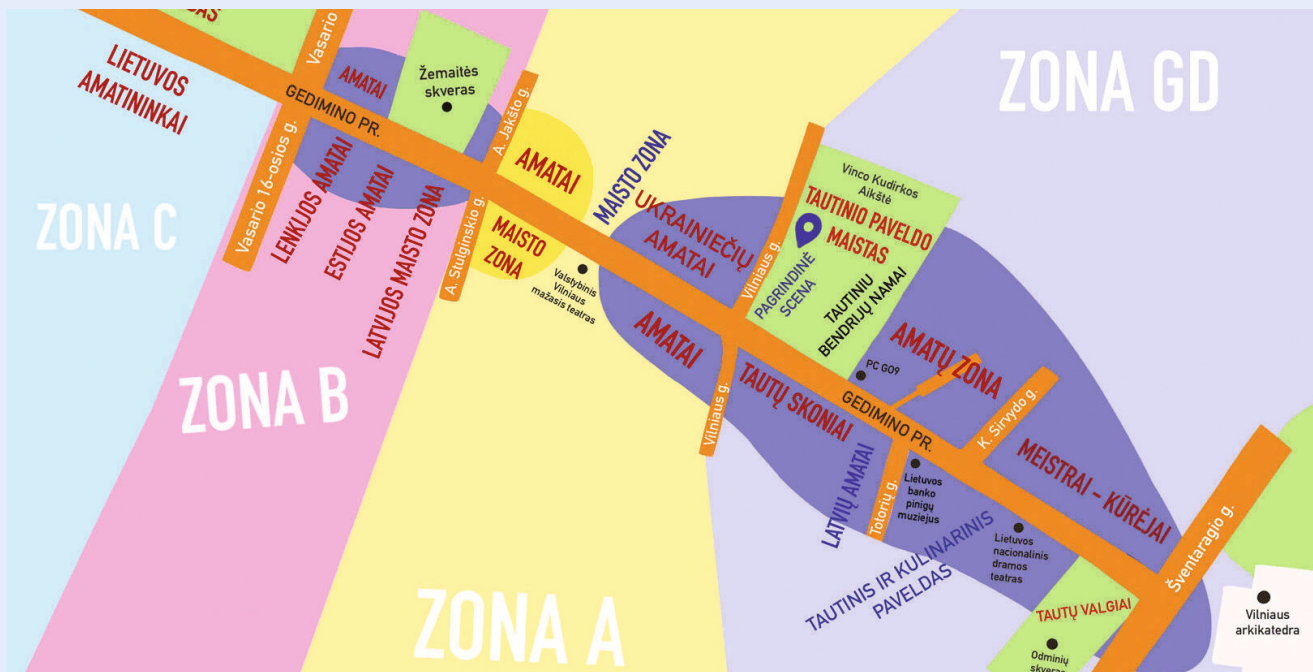 LIETUVOS
AMATININKAI
ZONA C
Vasario
Vasario 16-osios g.
GEDIMINO PR.
AMATAI
Žemaitės
skveras
LENKIJOS AMATAI
ESTIJOS AMATAI
LATVIJOS MAISTO ZONA
ZONA B
A. Jakšto g.
A. Stulginskio g.
AMATAI
MAISTO
ZONA
MAISTO ZONA
Valstybinis
Vilniaus
mažasis teatras
UKRAINIEČIŲ
AMATAI
AMATAI
ZONA A
Vilniaus g.
Vilniaus g.
ZONA GD
Vinco Kudirkos
Aikštė
TAUTINIO PAVELDO
MAISTAS
PAGRINDINĖ
SCENA
TAUTINIU
BENDRIJŲ NAMAI
PC GO9
AMATŲ ZONA
TAUTŲ SKONIAI
GEDIMINO PR.
K. Sirvydo g.
LATVIŲ AMATAI
Totorių g.
Lietuvos
banko
pinigų
muziejus
MEISTRAI – KŪRĖJAI
Lietuvos
nacionalinis
dramos
teatras
TAUTINIS IR KULINARINIS
PAVELDAS
Šventaragio g.
TAUTŲ VALGIAI
Odminių
skveras
Vilniaus
arkikatedra